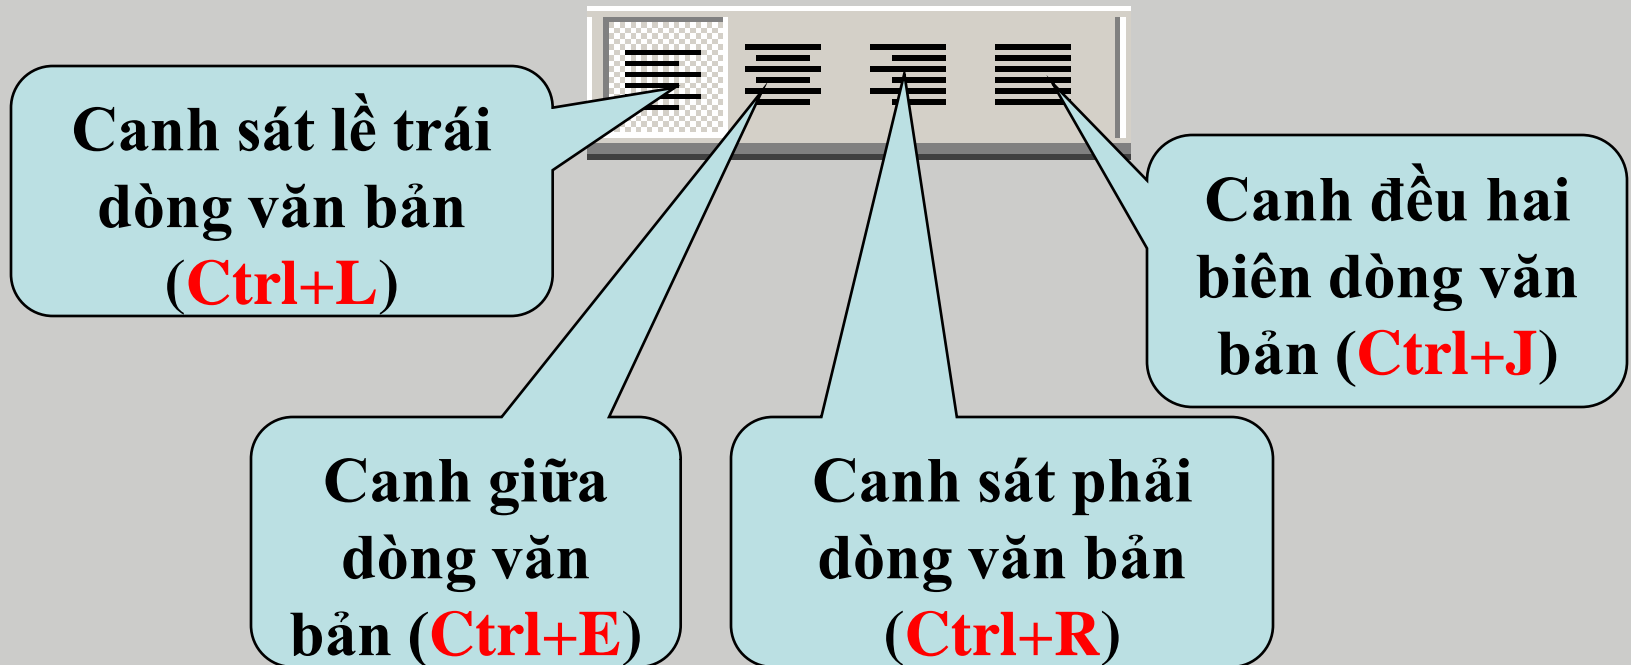 Canh sát lề trái
dòng văn bản
(Ctrl+L)
Canh đều hai
biên dòng văn
bản (Ctrl+J)
Canh giữa
dòng văn
bản (Ctrl+E)
Canh sát phải
dòng văn bản
(Ctrl+R)